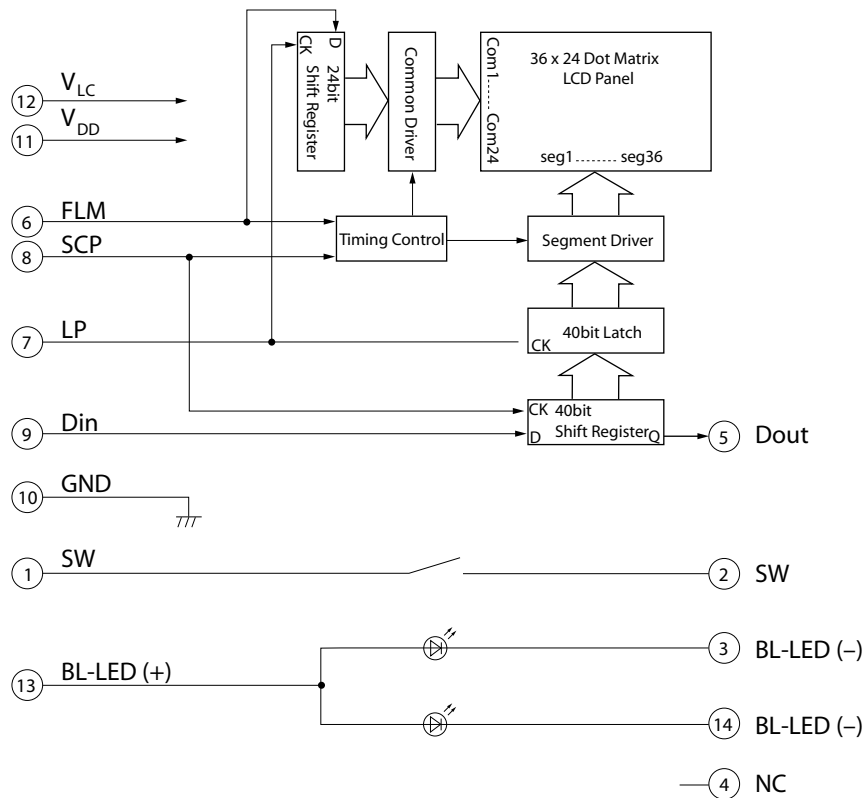 D
CK
24bit
Shift Register
Common Driver
Com1...... Com24
36 x 24 Dot Matrix
LCD Panel
seg1 ......... seg36
12 VLC
11 VDD
6 FLM
Timing Control
Segment Driver
8 SCP
7 LP
40bit Latch
CK
CK 40bit
Shift Register
D
Q
9 Din
5 Dout
10 GND
1 SW
2 SW
3 BL-LED (–)
13 BL-LED (+)
14 BL-LED (–)
4 NC